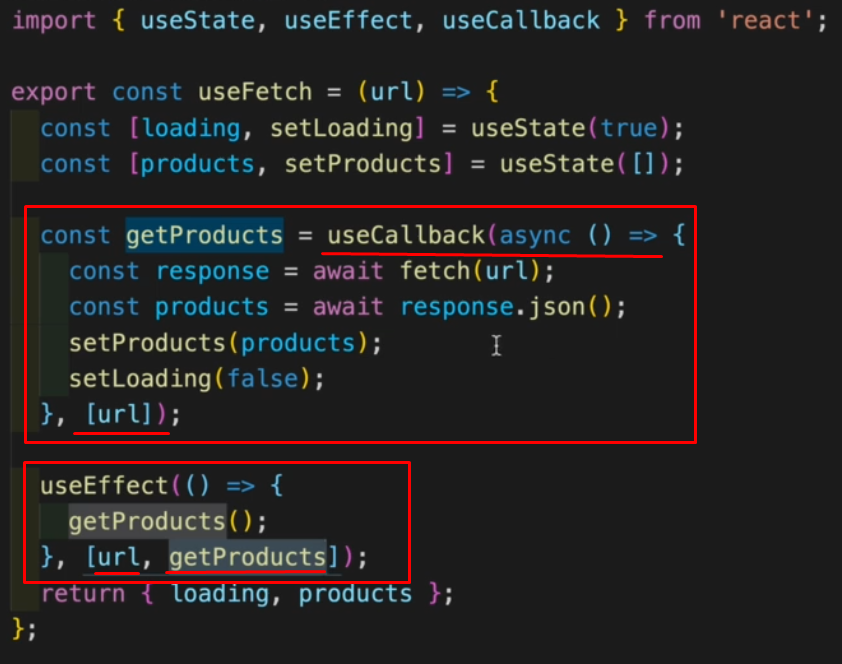 import { useState, useEffect, useCallback } from 'react';
export const useFetch = (url) => {
const [loading, setLoading] = useState(true);
const [products, setProducts] = useState([]);
const getProducts = useCallback(async () => {
const response = await fetch(url);
const products = await response.json();
setProducts(products);
setLoading(false);
}, [url]);
useEffect(() => {
getProducts();
}, [url, getProducts]);
return { loading, products };
};